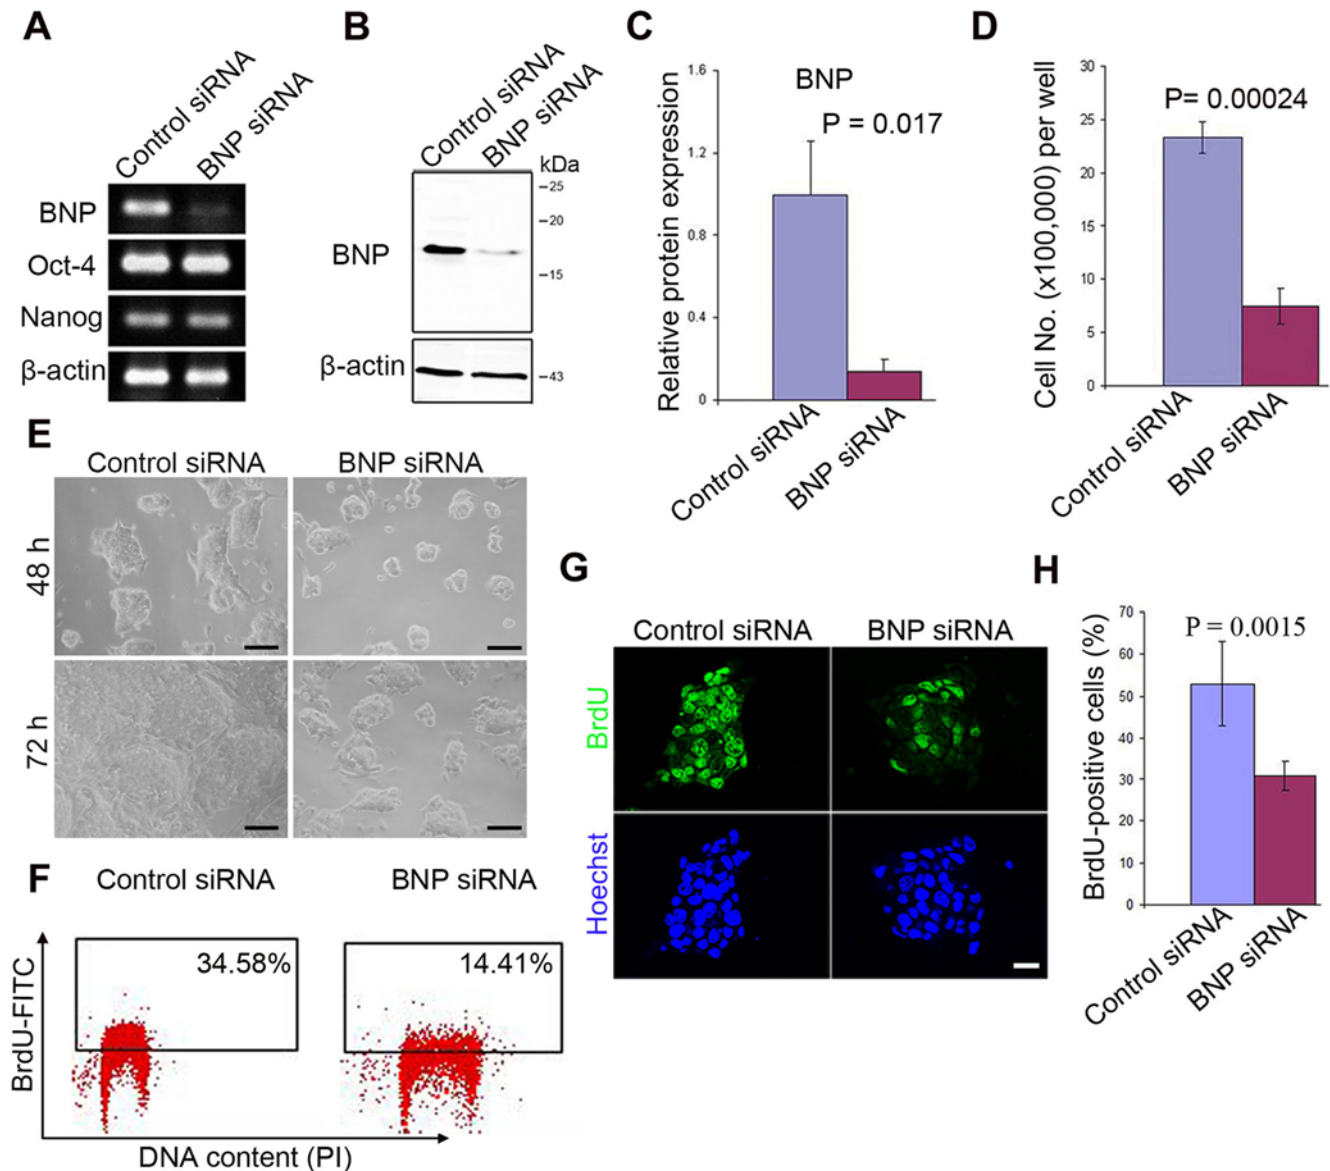 A
Control siRNA
BNP siRNA
BNP
Oct-4
Nanog
β-actin
B
Control siRNA
BNP siRNA
kDa
–25
–20
BNP
–15
β-actin
–43
C
Relative protein expression
1.6
1.2
0.8
0.4
0
BNP
P = 0.017
Control siRNA
BNP siRNA
D
Cell No. (x100,000) per well
30
25
20
15
10
5
0
P= 0.00024
Control siRNA
BNP siRNA
E
Control siRNA
BNP siRNA
48 h
72 h
F
Control siRNA
BNP siRNA
34.58%
14.41%
BrdU-FITC
DNA content (PI)
G
Control siRNA
BNP siRNA
BrdU
Hoechst
H
BrdU-positive cells (%)
70
60
50
40
30
20
10
0
P = 0.0015
Control siRNA
BNP siRNA